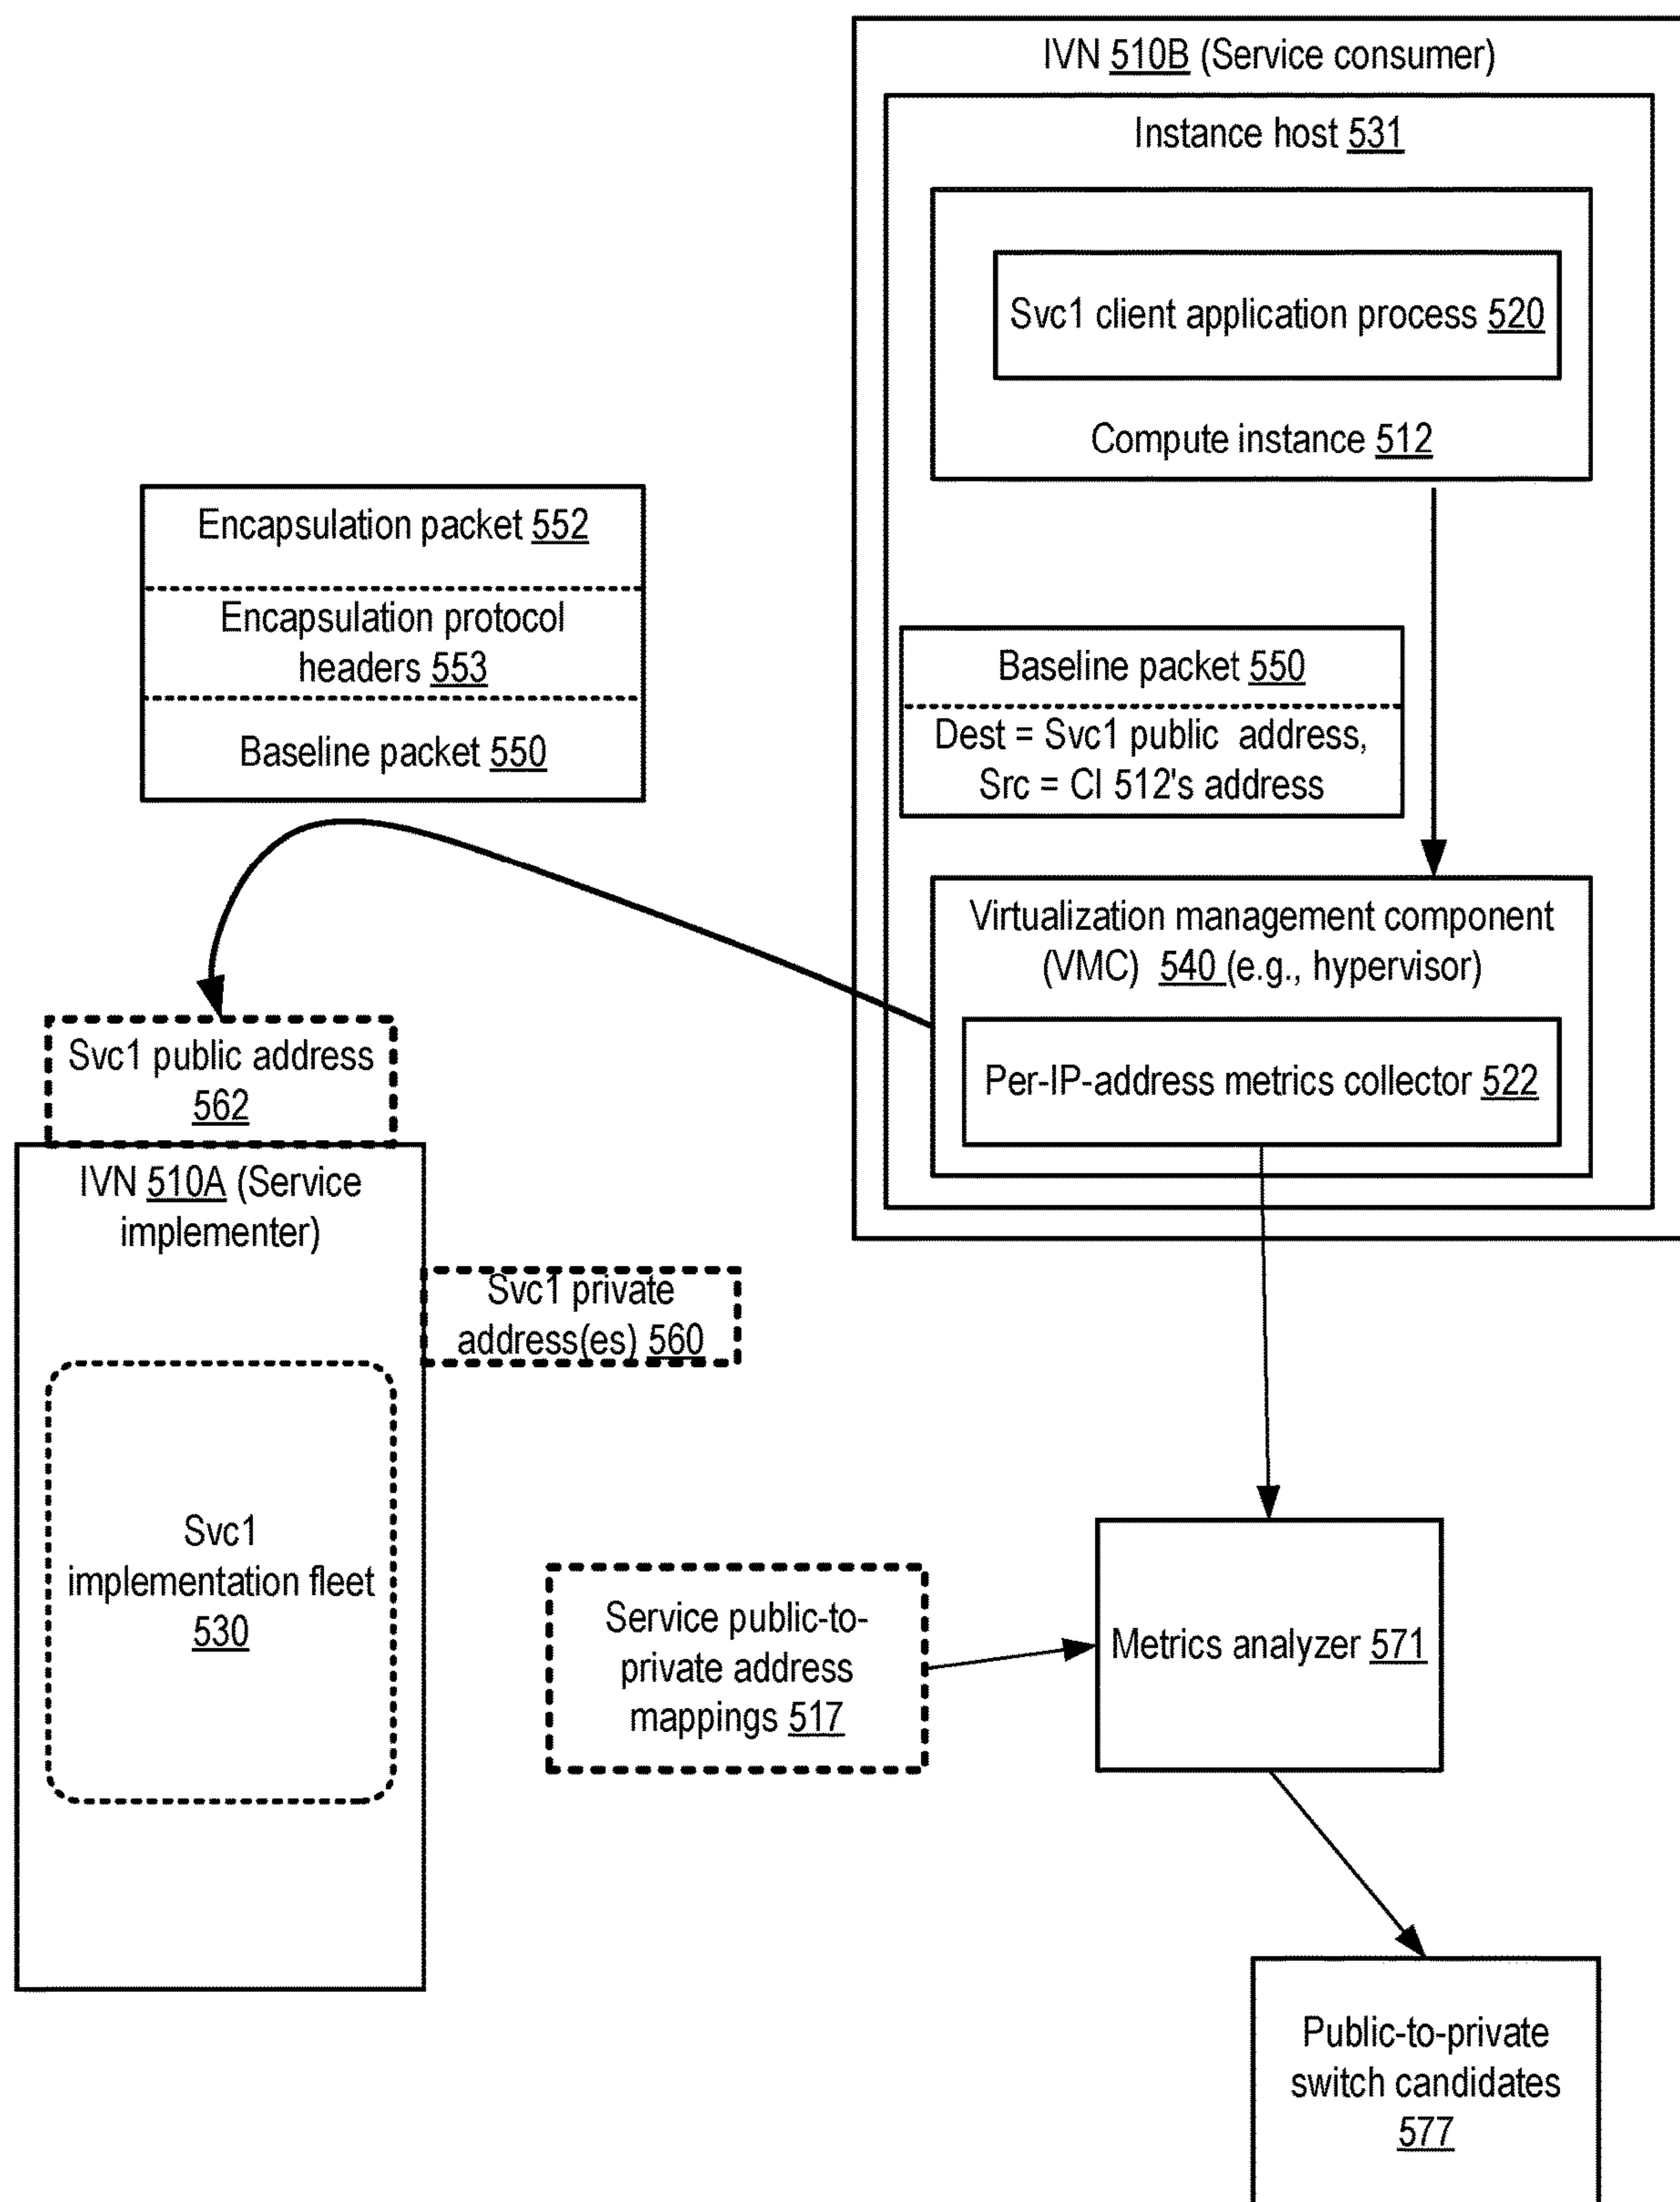 IVN 510B (Service consumer)
Instance host 531
Svc1 client application process 520
Compute instance 512
Encapsulation packet 552
Encapsulation protocol
headers 553
Baseline packet 550
Baseline packet 550
Dest = Svc1 public address,
Src = CI 512's address
Virtualization management component
(VMC) 540 (e.g., hypervisor)
Per-IP-address metrics collector 522
Svc1 public address
562
IVN 510A (Service
implementer)
Svc1 private
address(es) 560
Svc1
implementation fleet
530
Service public-to-
private address
mappings 517
Metrics analyzer 571
Public-to-private
switch candidates
577